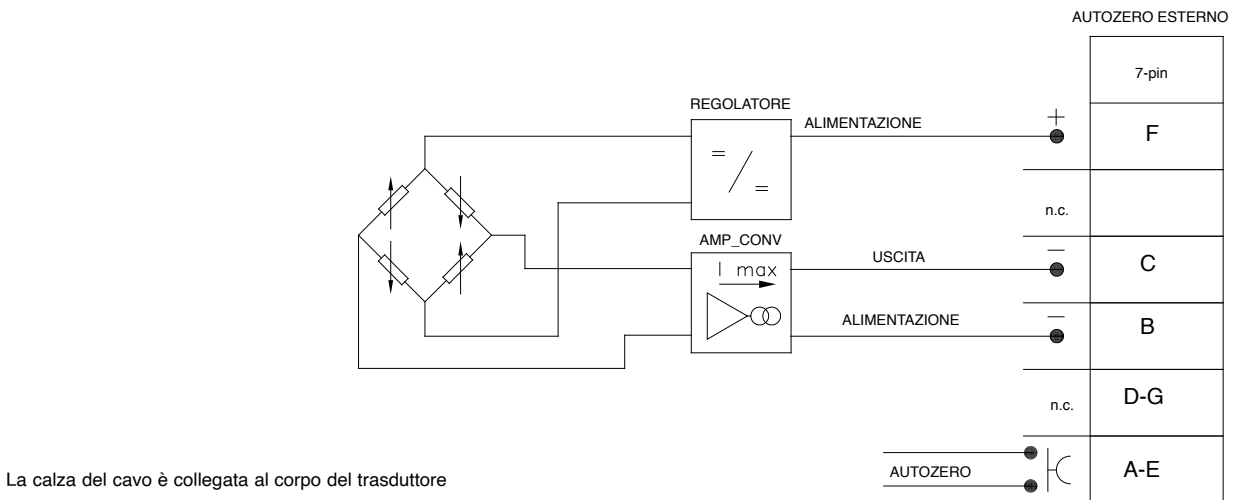 AUTOZERO ESTERNO
7-pin
REGOLATORE
ALIMENTAZIONE
+
F
=
/
=
n.c.
AMP_CONV
USCITA
−
C
I max
ALIMENTAZIONE
−
B
n.c.
D-G
AUTOZERO
A-E
La calza del cavo è collegata al corpo del trasduttore